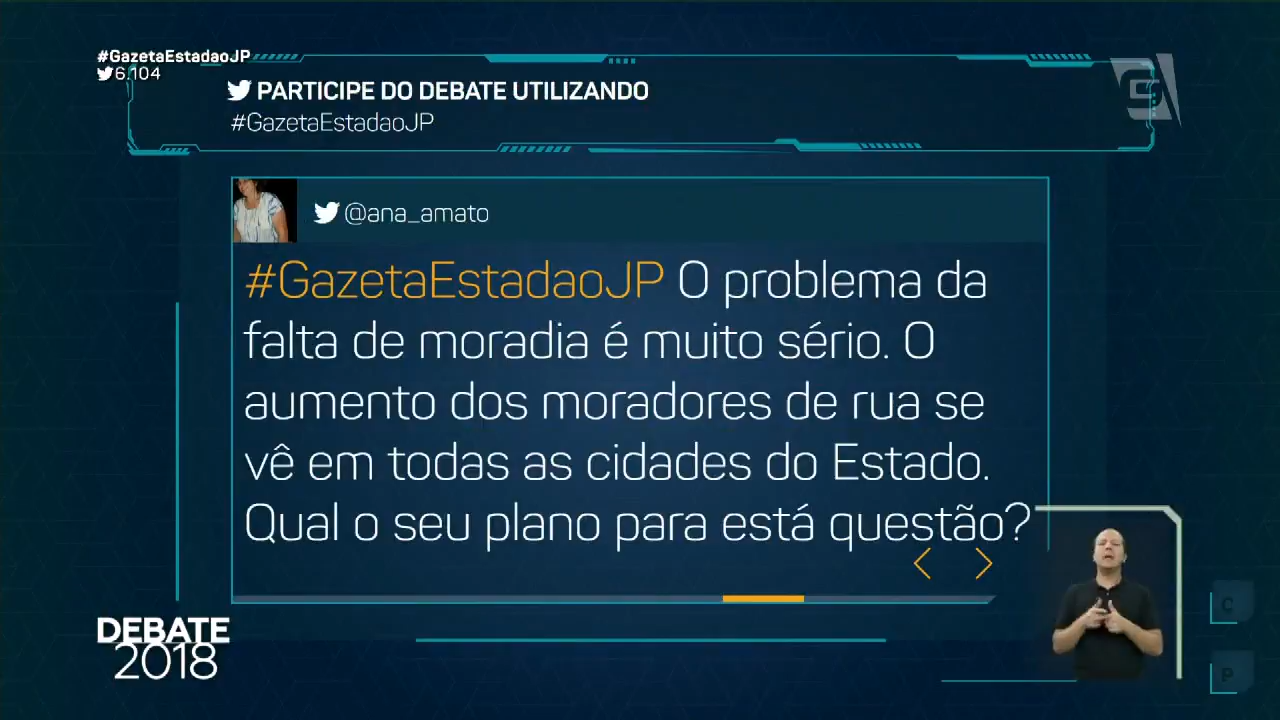 #GazetaEstadaoJP
6.104
PARTICIPE DO DEBATE UTILIZANDO
#GazetaEstadaoJP
@ana_amato
#GazetaEstadaoJP O problema da
falta de moradia é muito sério. O
aumento dos moradores de rua se
vê em todas as cidades do Estado.
Qual o seu plano para está questão?
DEBATE
2018
C
P